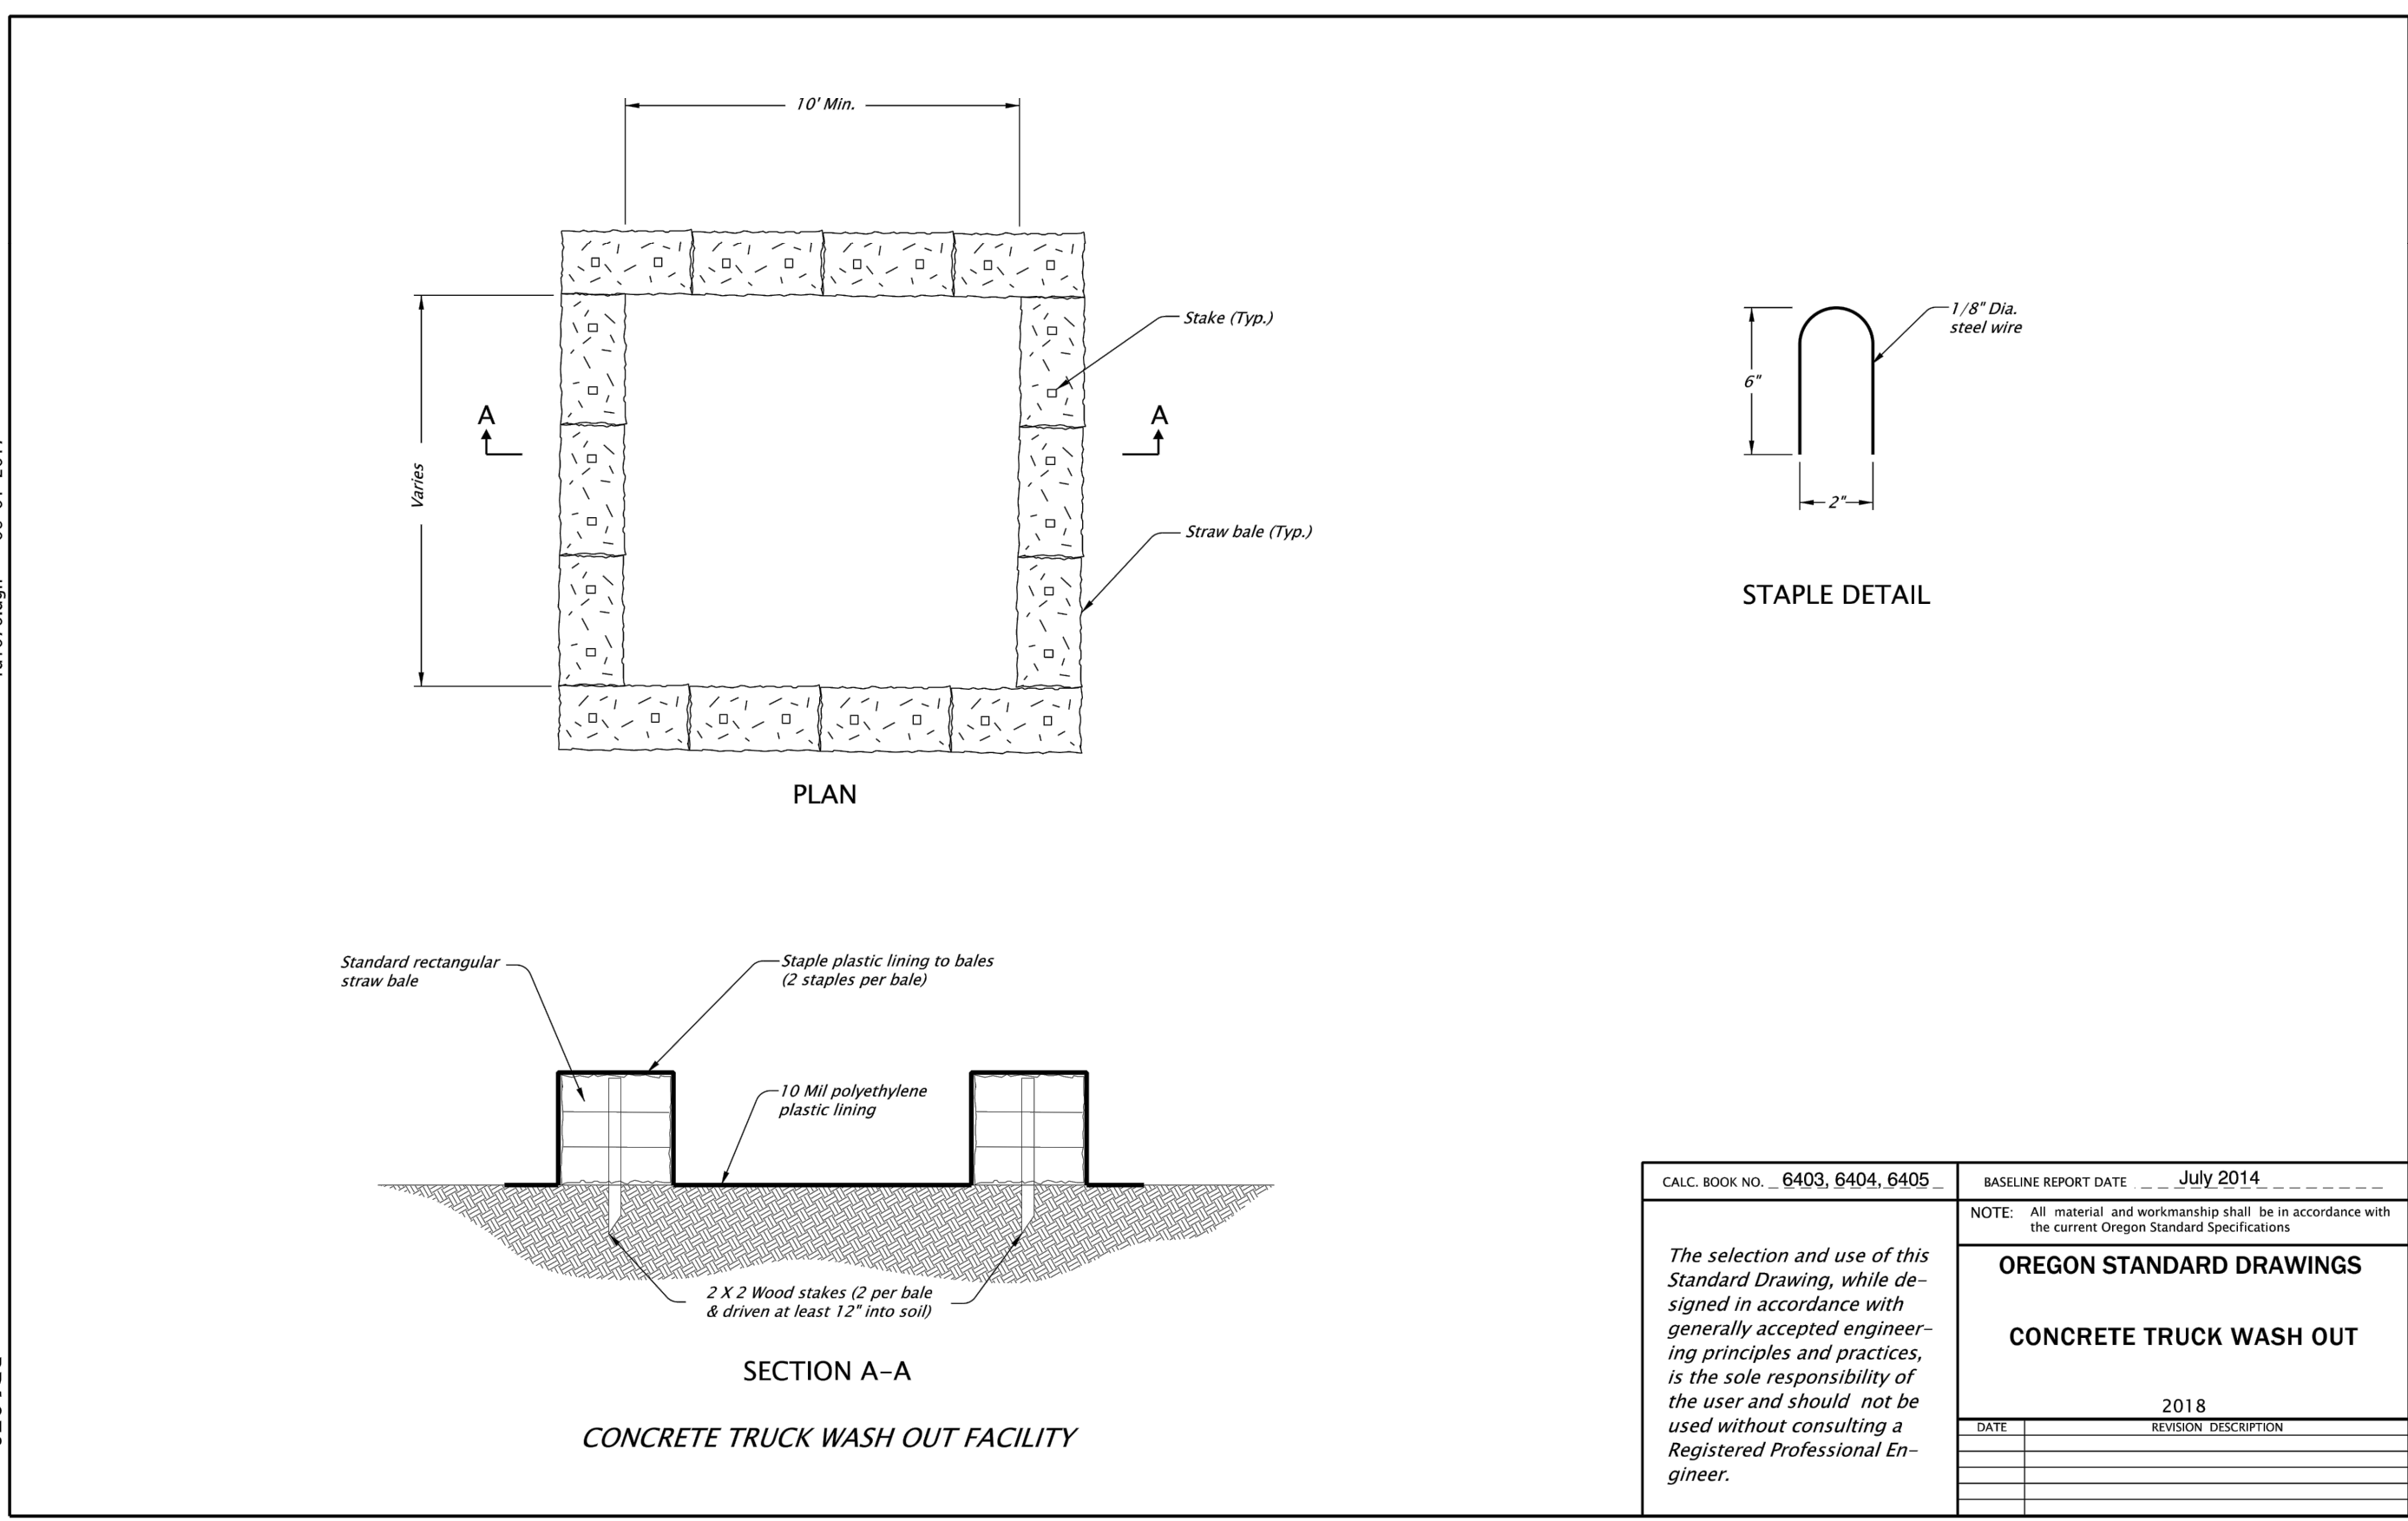 10' Min.
Varies
A
A
Stake (Typ.)
Straw bale (Typ.)
PLAN
1/8" Dia.
steel wire
6"
2"
STAPLE DETAIL
Standard rectangular
straw bale
Staple plastic lining to bales
(2 staples per bale)
10 Mil polyethylene
plastic lining
2 X 2 Wood stakes (2 per bale
& driven at least 12" into soil)
SECTION A-A
CONCRETE TRUCK WASH OUT FACILITY
CALC. BOOK NO. 6403, 6404, 6405
BASELINE REPORT DATE July 2014
NOTE: All material and workmanship shall be in accordance with
the current Oregon Standard Specifications
The selection and use of this
Standard Drawing, while de-
signed in accordance with
generally accepted engineer-
ing principles and practices,
is the sole responsibility of
the user and should not be
used without consulting a
Registered Professional En-
gineer.
OREGON STANDARD DRAWINGS
CONCRETE TRUCK WASH OUT
2018
DATE REVISION DESCRIPTION